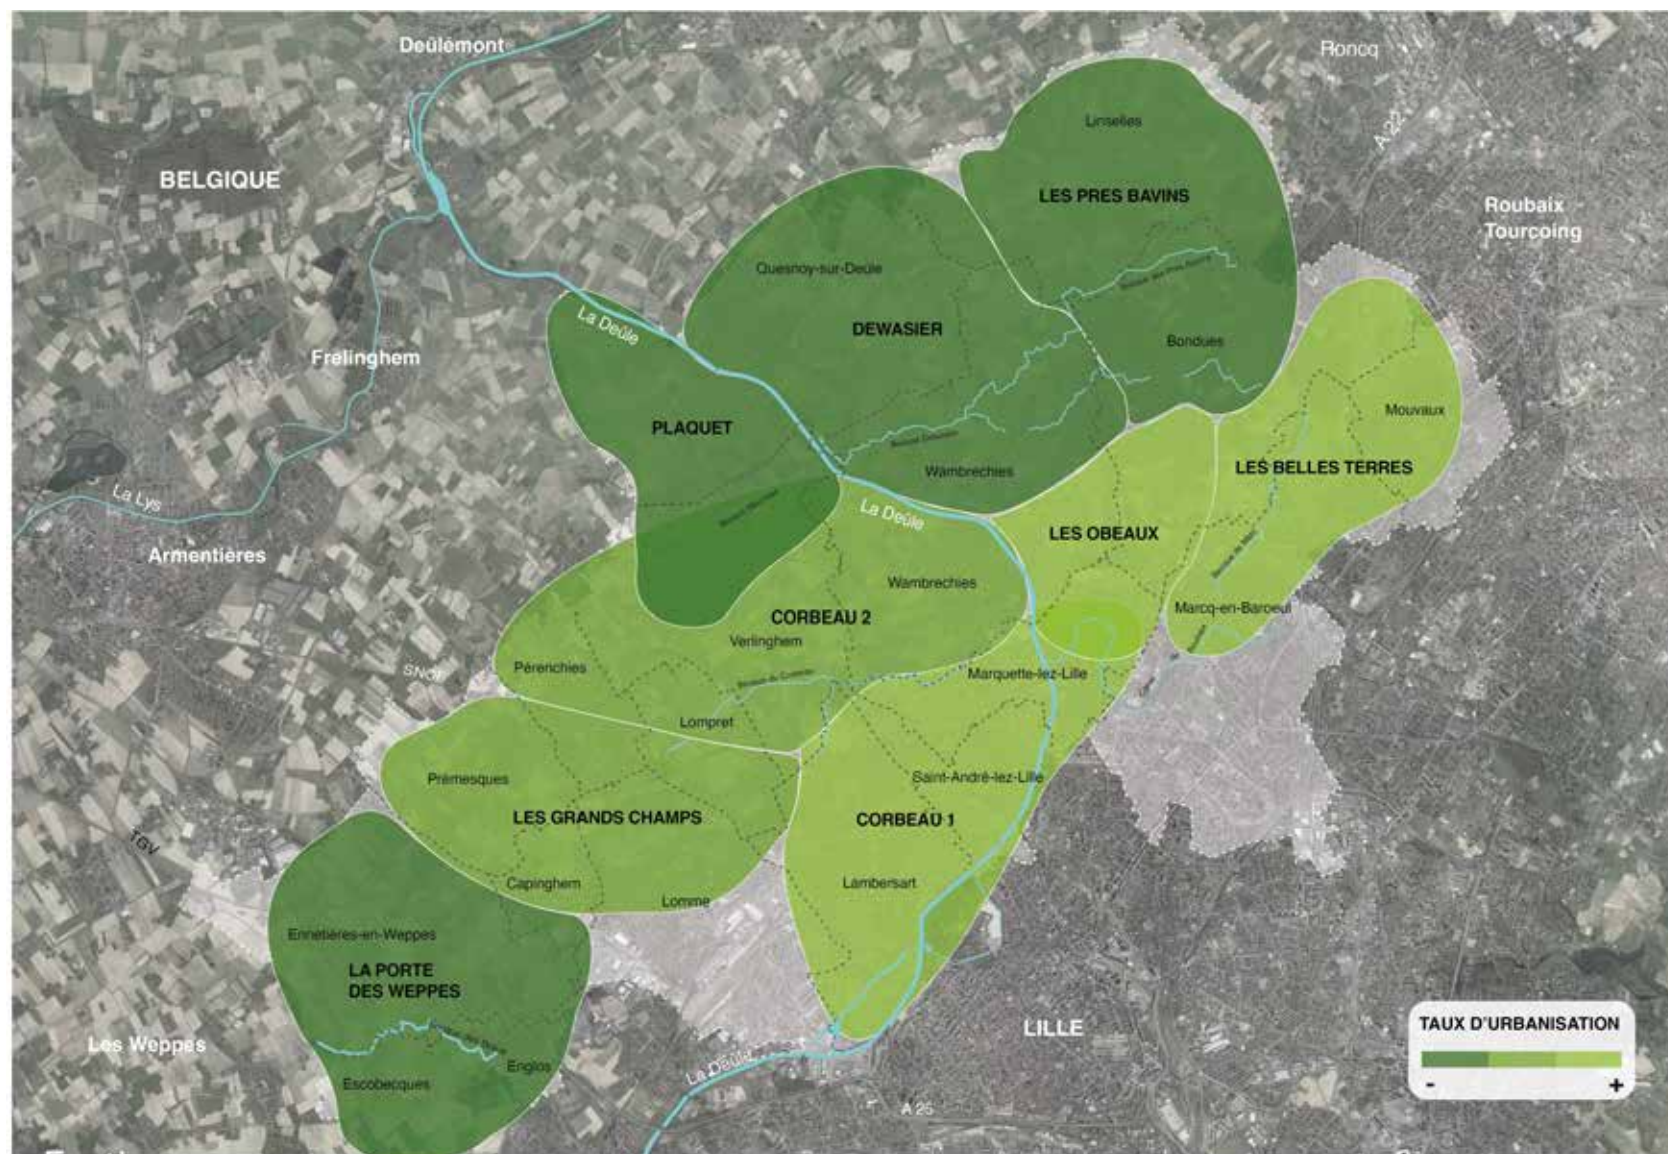 Deûlémont
Roncq
A 22
Linselles
BELGIQUE
LES PRES BAVINS
Roubaix -
Tourcoing
Quesnoy-sur-Deûle
La Deûle
DEWASIER
Bondues
Frélinghem
Mouvaux
PLAQUET
LES BELLES TERRES
Wambrechies
La Lys
La Deûle
LES OBEAUX
Armentières
Wambrechies
Marcq-en-Baroeul
CORBEAU 2
Verlinghem
Pérenchies
SNCF
Marquette-lez-Lille
Lompret
Prémesques
Saint-André-lez-Lille
LES GRANDS CHAMPS
CORBEAU 1
TGV
Capinghem
Lambersart
Lomme
Ennetières-en-Weppes
LA PORTE
DES WEPPES
LILLE
TAUX D'URBANISATION
- +
Les Weppes
Englos
La Deûle
Escobecques
A 25